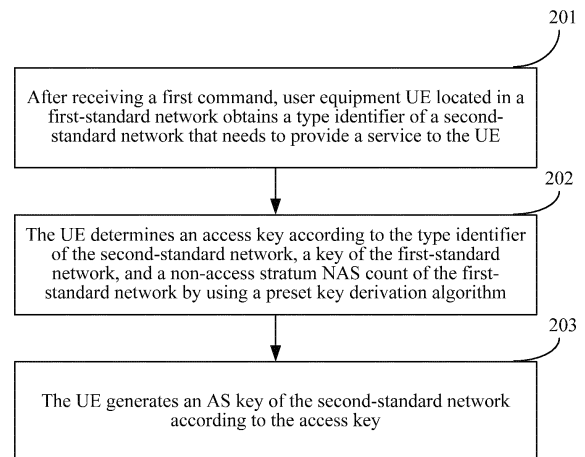 201
After receiving a first command, user equipment UE located in a
first-standard network obtains a type identifier of a second-
standard network that needs to provide a service to the UE
202
The UE determines an access key according to the type identifier
of the second-standard network, a key of the first-standard
network, and a non-access stratum NAS count of the first-
standard network by using a preset key derivation algorithm
203
The UE generates an AS key of the second-standard network
according to the access key